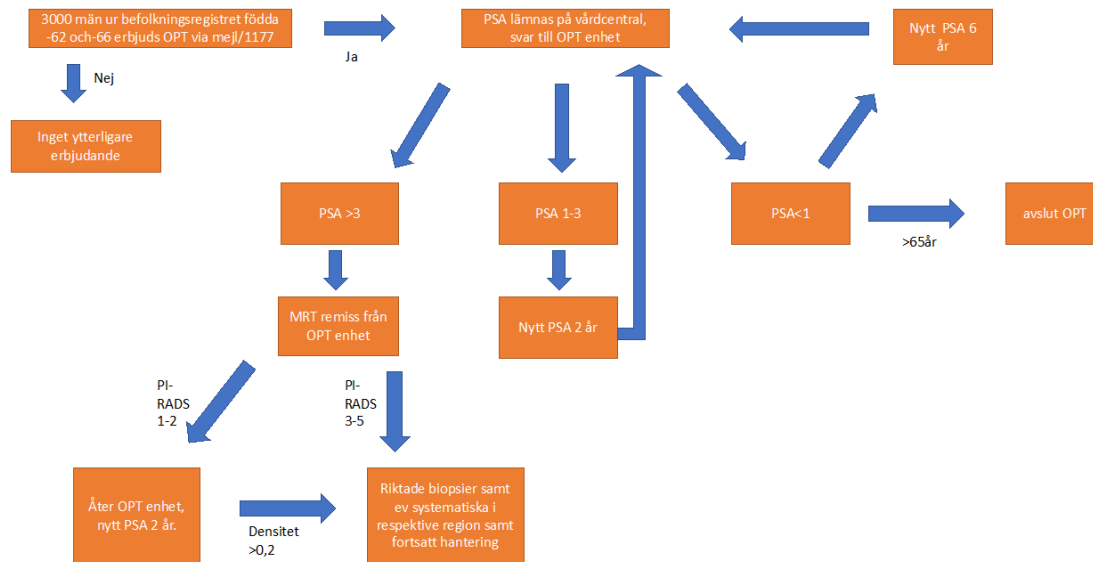 3000 män ur befolkningsregistret födda
-62 och-66 erbjuds OPT via mejl/1177
Ja
PSA lämnas på vårdcentral,
svar till OPT enhet
Nytt PSA 6
år
Nej
Inget ytterligare
erbjudande
PSA >3
PSA 1-3
PSA<1
>65år
avslut OPT
MRT remiss från
OPT enhet
Nytt PSA 2 år
PI-
RADS
1-2
PI-
RADS
3-5
Åter OPT enhet,
nytt PSA 2 år.
Densitet
>0,2
Riktade biopsier samt
ev systematiska i
respektive region samt
fortsatt hantering